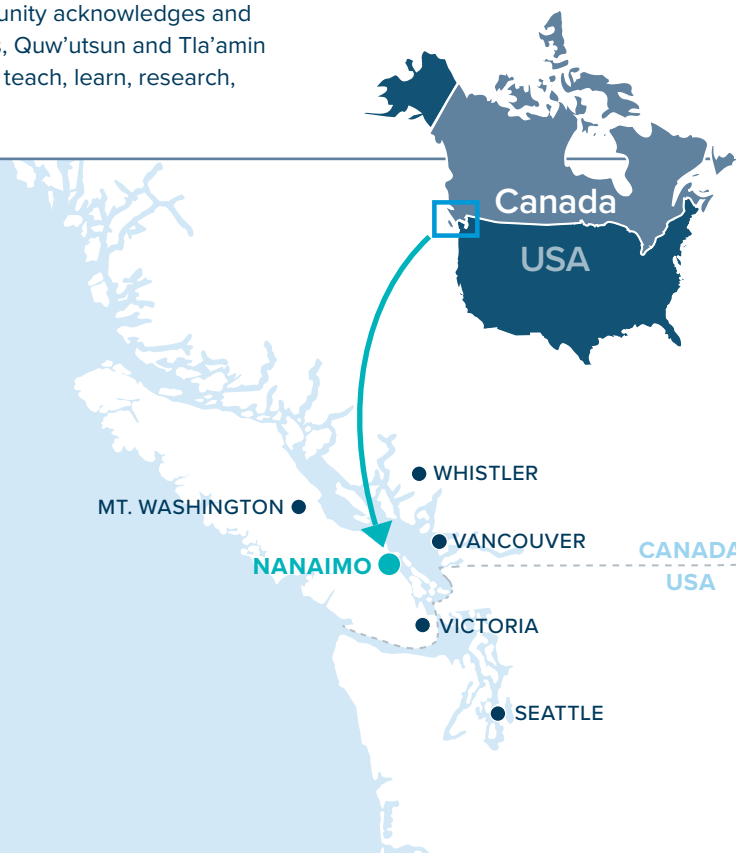 unity acknowledges and
, Quw’utsun and Tla’amin
teach, learn, research,
Canada
USA
WHISTLER
MT. WASHINGTON
VANCOUVER
CANADA
NANAIMO
USA
VICTORIA
SEATTLE